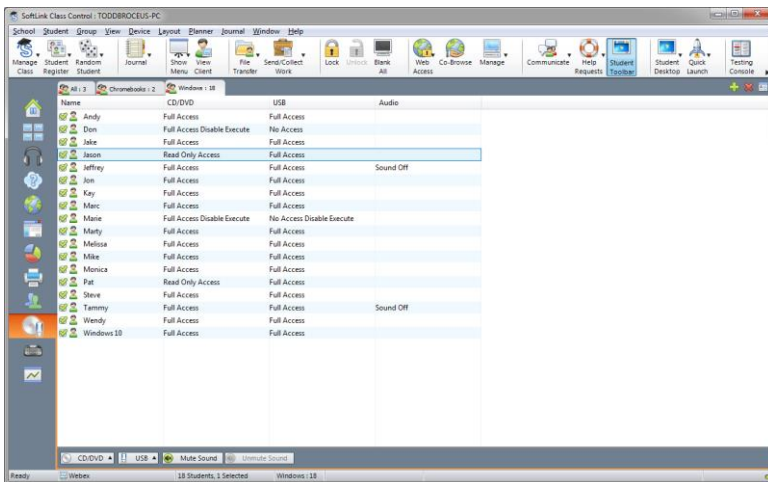 SoftLink Class Control : TODDBROCEUS-PC
School Student Group View Device Layout Planner Journal Window Help
Manage Class Student Register Random Student Journal Show Menu View Client File Transfer Send/Collect Work Lock Unlock Blank All Web Access Co-Browse Manage Communicate Help Requests Student Toolbar Student Desktop Quick Launch Testing Console
All : 3 Chromebooks : 2 Windows : 18
Name CD/DVD USB Audio
Andy Full Access Full Access
Don Full Access Disable Execute No Access
Jake Full Access Full Access
Jason Read Only Access Full Access
Jeffrey Full Access Full Access Sound Off
Jon Full Access Full Access
Kay Full Access Full Access
Marc Full Access Full Access
Marie Full Access Disable Execute No Access Disable Execute
Marty Full Access Full Access
Melissa Full Access Full Access
Mike Full Access Full Access
Monica Full Access Full Access
Pat Read Only Access Full Access
Steve Full Access Full Access
Tammy Full Access Full Access Sound Off
Wendy Full Access Full Access
Windows10 Full Access Full Access
CD/DVD USB Mute Sound Unmute Sound
Ready Webex 18 Students, 1 Selected Windows : 18